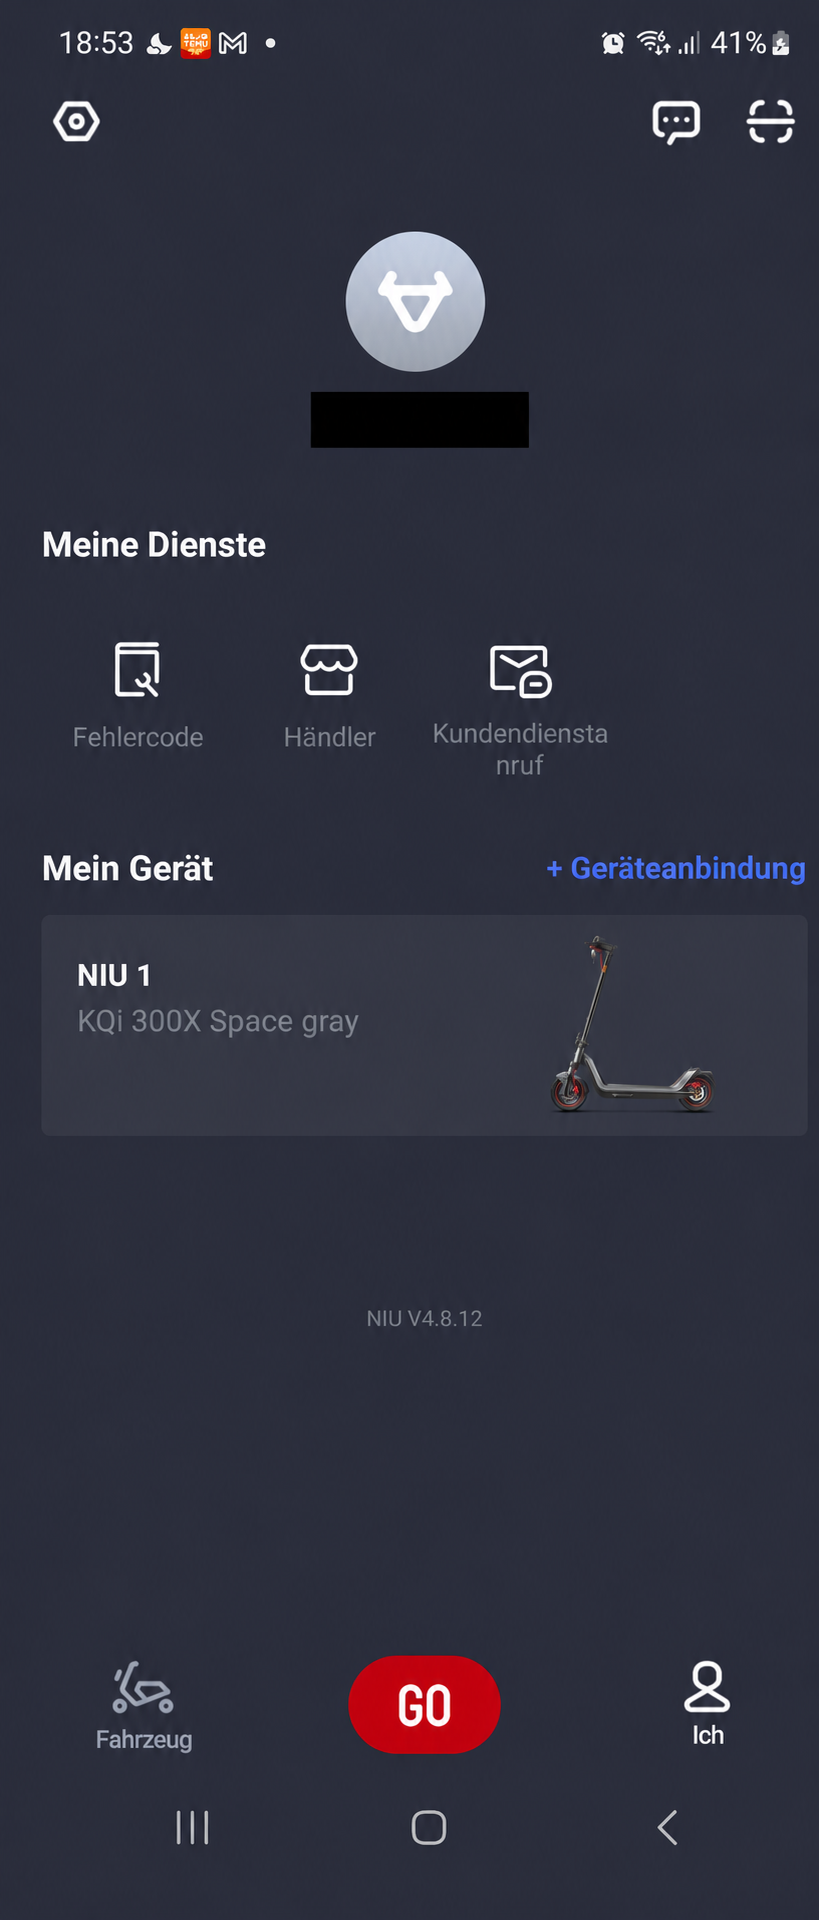 18:53
TEMU
41%
Meine Dienste
Fehlercode
Händler
Kundendiensta
nruf
Mein Gerät
+ Geräteanbindung
NIU 1
KQi 300X Space gray
NIU V4.8.12
Fahrzeug
GO
Ich